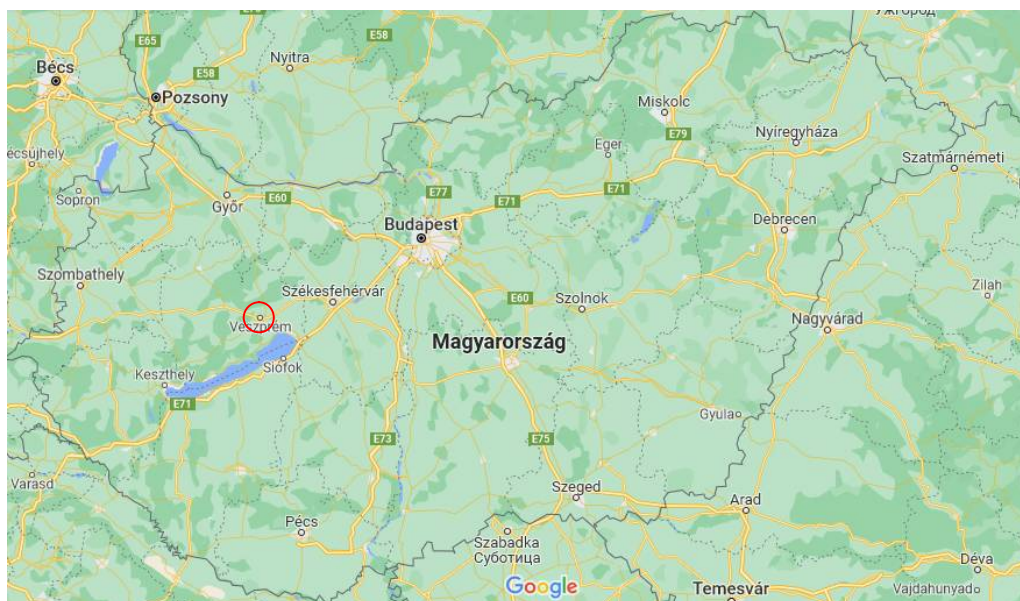 Ужгород
E65
E58
Nyitra
Bécs
E58
Pozsony
Miskolc
E79
Nyíregyháza
Eger
écsújhely
Szatmárnémeti
Sopron
Győr
E60
E77
E71
E71
Budapest
Debrecen
Szombathely
Székesfehérvár
E60
Szolnok
Zilah
Veszprém
Nagyvárad
Magyarország
Siófok
Keszthely
E71
Gyula
E73
E75
Varasd
Szeged
Arad
Pécs
Szabadka
Суботица
Déva
Google
Temesvár
Vajdahunyad